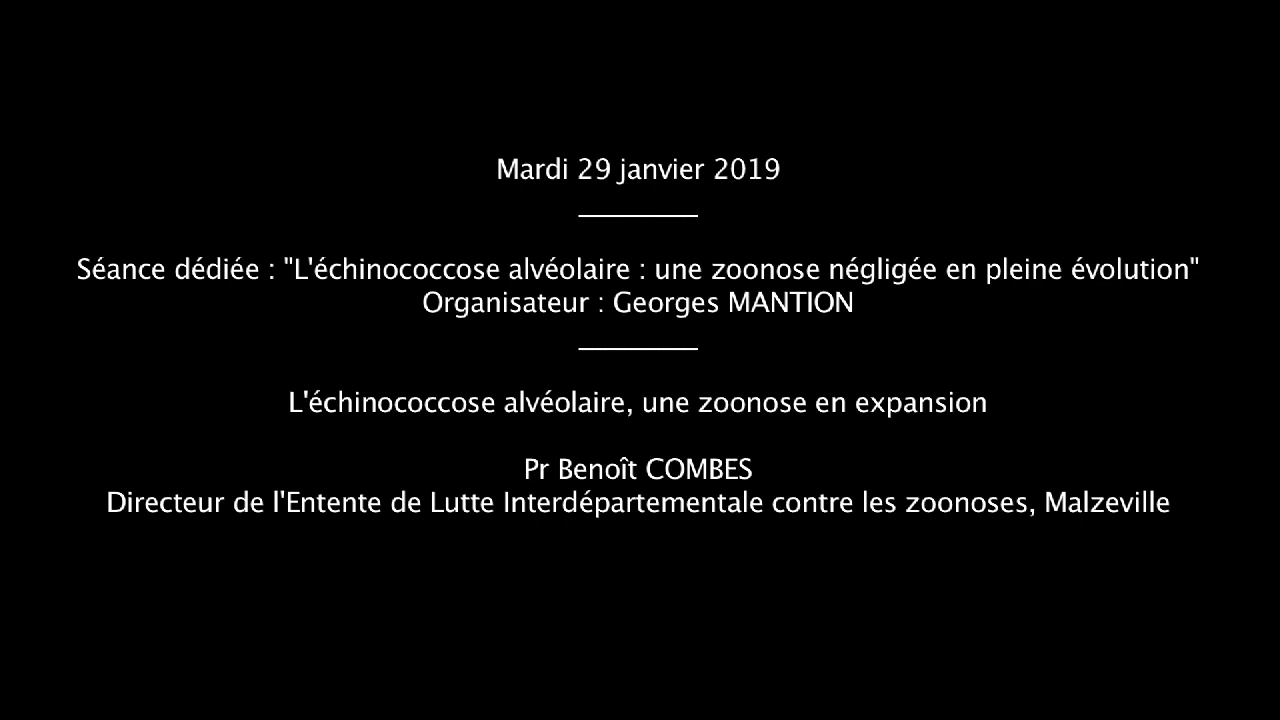 Mardi 29 janvier 2019
Séance dédiée : "L'échinococcose alvéolaire : une zoonose négligée en pleine évolution"
Organisateur : Georges MANTION
L'échinococcose alvéolaire, une zoonose en expansion
Pr Benoît COMBES
Directeur de l'Entente de Lutte Interdépartementale contre les zoonoses, Malzeville